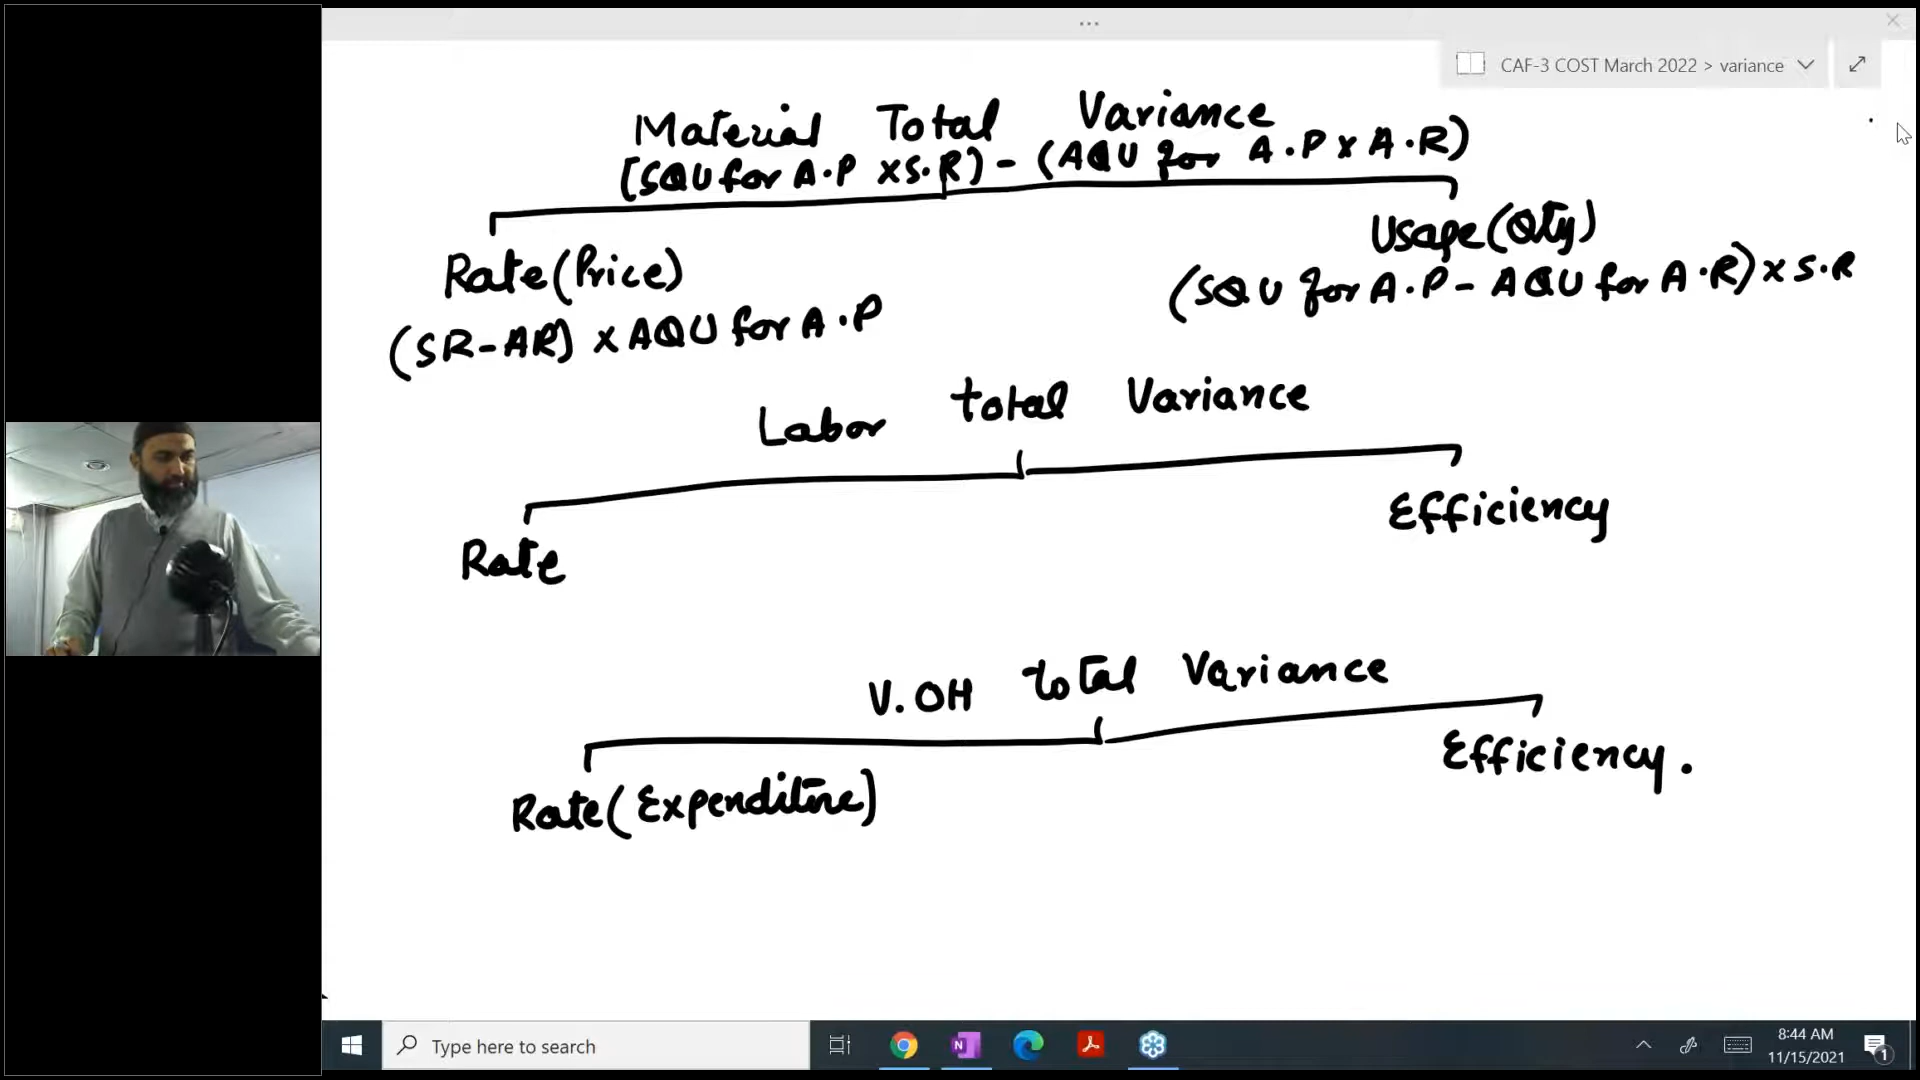 ...
CAF-3 COST March 2022 > variance
Material Total Variance
[SQU for A.P x S.R) - (AQU for A.P x A.R)
Rate (Price)
Usage (Qty)
(SR-AR) x AQU for A.P
(SQU for A.P - AQU for A.R) x S.R
Labor total Variance
Rate
Efficiency
V.OH total Variance
Rate (Expenditure)
Efficiency.
Type here to search
8:44 AM
11/15/2021
1